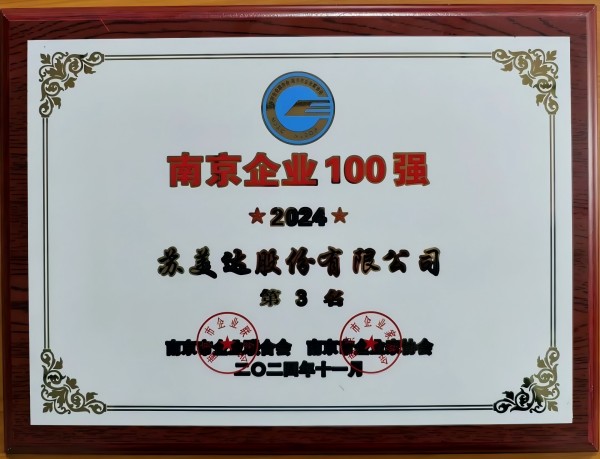 南京企业100强
★2024★
苏美达股份有限公司
第 3 名
南京市企业联合会 南京市企业家协会
二〇二四年十一月